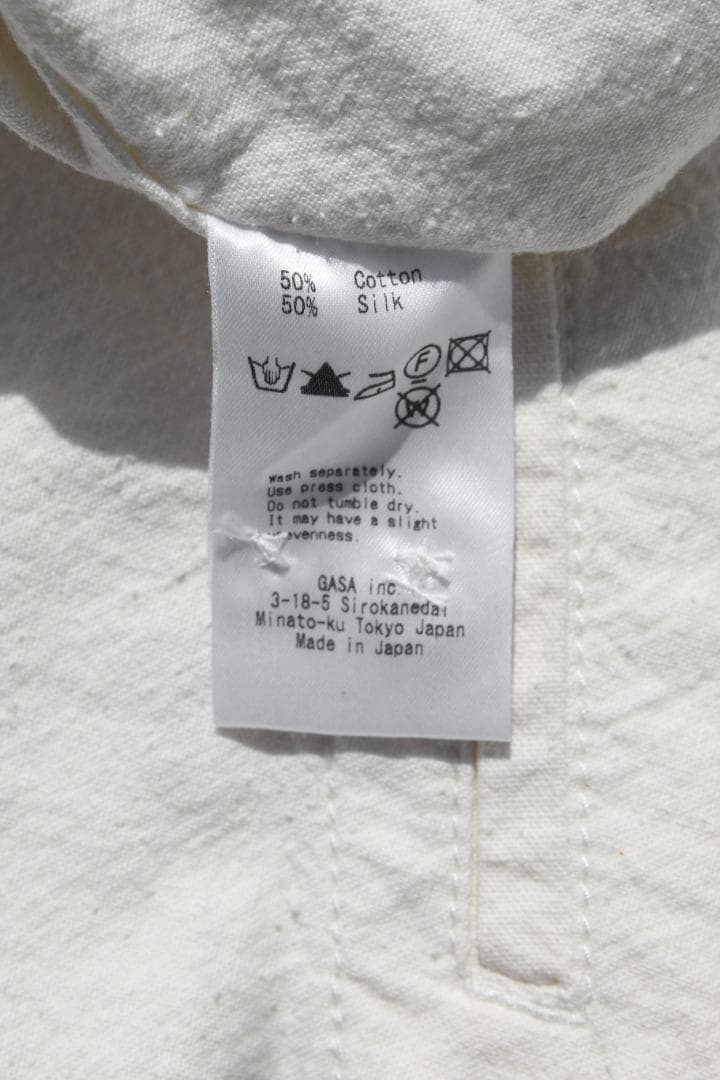 50% Cotton
50% Silk
F
W
Wash separately.
Use press cloth.
Do not tumble dry.
It may have a slight
unevenness.
GASA inc.
3-18-5 Sirokanedai
Minato-ku Tokyo Japan
Made in Japan